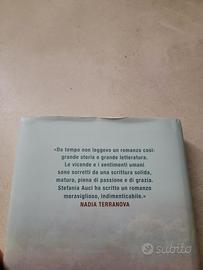 «Da tempo non leggevo un romanzo così:
grande storia e grande letteratura.
Le vicende e i sentimenti umani
sono sorretti da una scrittura solida,
matura, piena di passione e di grazia.
Stefania Auci ha scritto un romanzo
meraviglioso, indimenticabile.»
NADIA TERRANOVA
subito